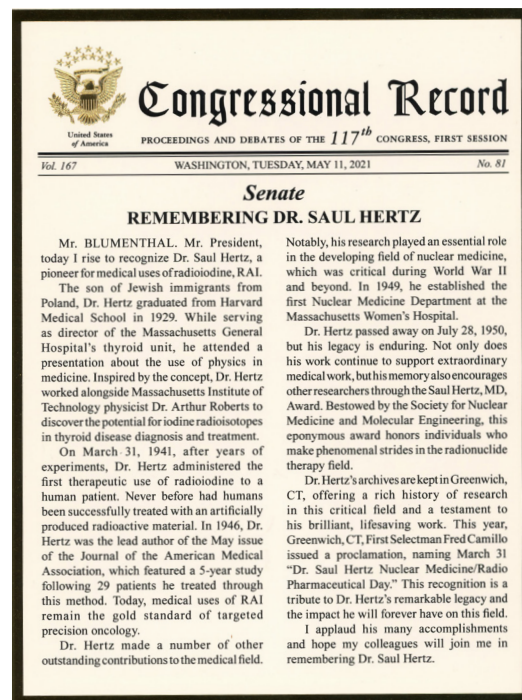 United States
of America
Congressional Record
PROCEEDINGS AND DEBATES OF THE 117th CONGRESS, FIRST SESSION
Vol. 167
WASHINGTON, TUESDAY, MAY 11, 2021
No. 81
Senate
REMEMBERING DR. SAUL HERTZ
Mr. BLUMENTHAL. Mr. President,
today I rise to recognize Dr. Saul Hertz, a
pioneer for medical uses of radioiodine, RAI.
The son of Jewish immigrants from
Poland, Dr. Hertz graduated from Harvard
Medical School in 1929. While serving
as director of the Massachusetts General
Hospital's thyroid unit, he attended a
presentation about the use of physics in
medicine. Inspired by the concept, Dr. Hertz
worked alongside Massachusetts Institute of
Technology physicist Dr. Arthur Roberts to
discover the potential for iodine radioisotopes
in thyroid disease diagnosis and treatment.
On March 31, 1941, after years of
experiments, Dr. Hertz administered the
first therapeutic use of radioiodine to a
human patient. Never before had humans
been successfully treated with an artificially
produced radioactive material. In 1946, Dr.
Hertz was the lead author of the May issue
of the Journal of the American Medical
Association, which featured a 5-year study
following 29 patients he treated through
this method. Today, medical uses of RAI
remain the gold standard of targeted
precision oncology.
Dr. Hertz made a number of other
outstanding contributions to the medical field.
Notably, his research played an essential role
in the developing field of nuclear medicine,
which was critical during World War II
and beyond. In 1949, he established the
first Nuclear Medicine Department at the
Massachusetts Women's Hospital.
Dr. Hertz passed away on July 28, 1950,
but his legacy is enduring. Not only does
his work continue to support extraordinary
medical work, but his memory also encourages
other researchers through the Saul Hertz, MD,
Award. Bestowed by the Society for Nuclear
Medicine and Molecular Engineering, this
eponymous award honors individuals who
make phenomenal strides in the radionuclide
therapy field.
Dr. Hertz's archives are kept in Greenwich,
CT, offering a rich history of research
in this critical field and a testament to
his brilliant, lifesaving work. This year,
Greenwich, CT, First Selectman Fred Camillo
issued a proclamation, naming March 31
"Dr. Saul Hertz Nuclear Medicine/Radio
Pharmaceutical Day." This recognition is a
tribute to Dr. Hertz's remarkable legacy and
the impact he will forever have on this field.
I applaud his many accomplishments
and hope my colleagues will join me in
remembering Dr. Saul Hertz.